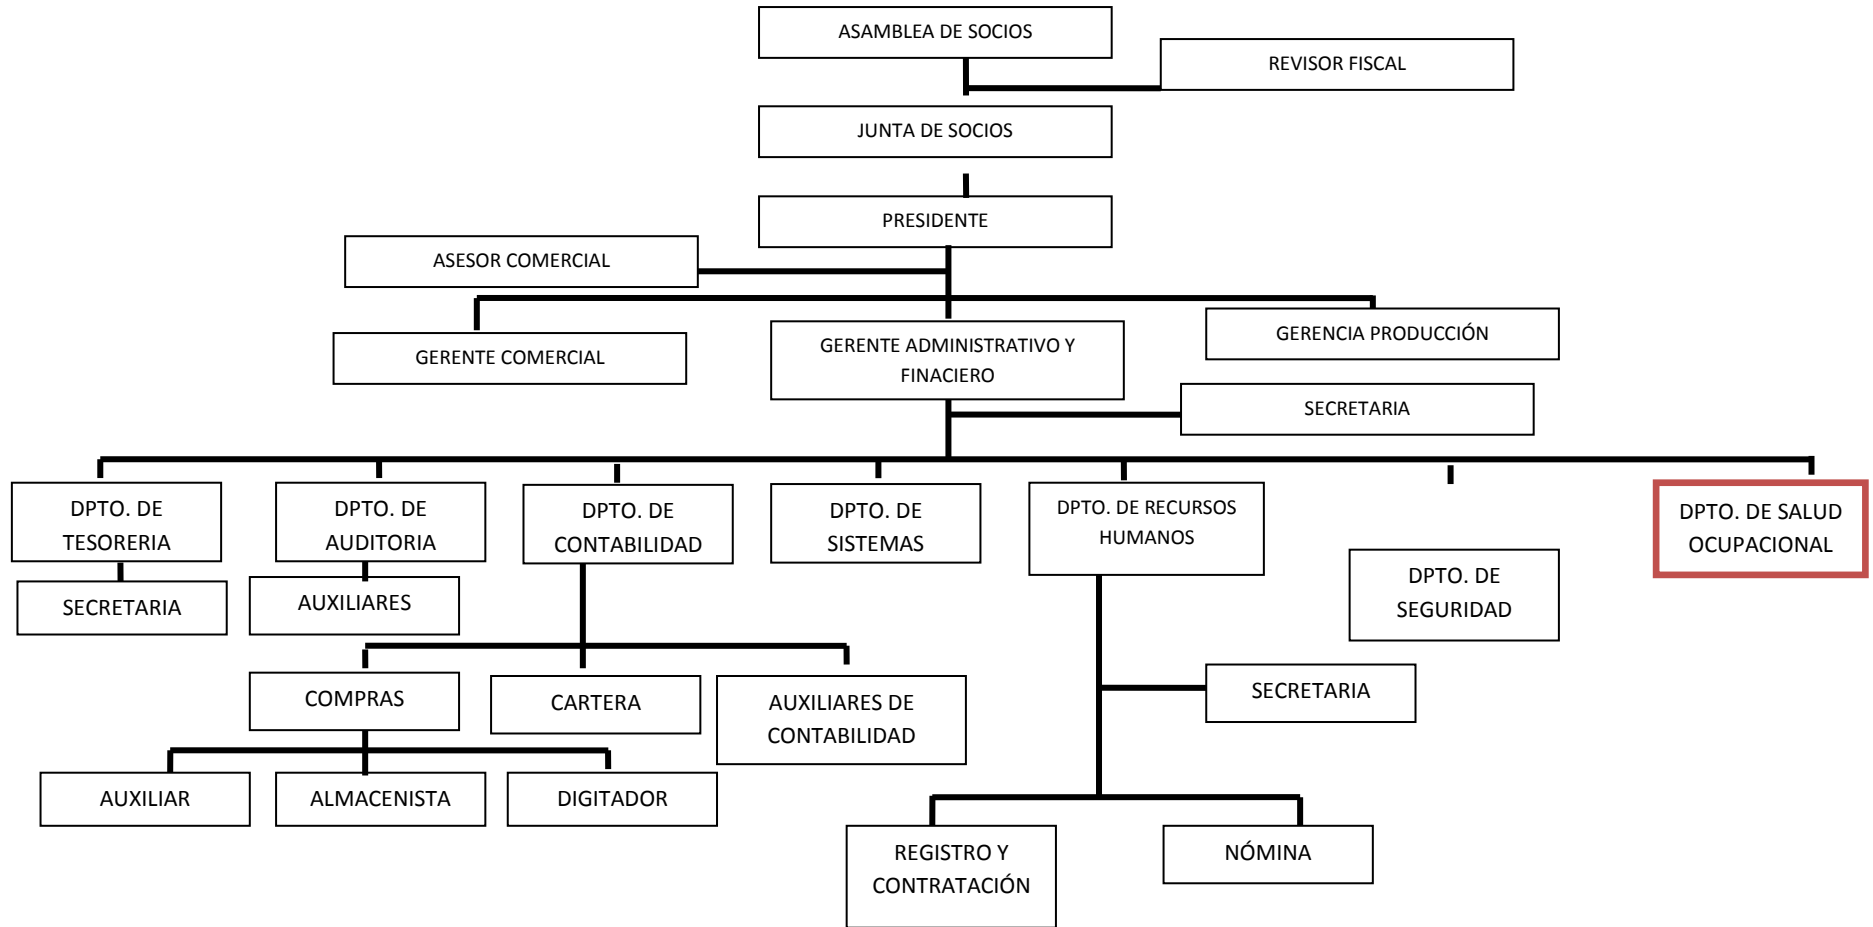 ASAMBLEA DE SOCIOS
REVISOR FISCAL
JUNTA DE SOCIOS
PRESIDENTE
ASESOR COMERCIAL
GERENTE COMERCIAL
GERENTE ADMINISTRATIVO Y
FINACIERO
GERENCIA PRODUCCIÓN
SECRETARIA
DPTO. DE
TESORERIA
DPTO. DE
AUDITORIA
DPTO. DE
CONTABILIDAD
DPTO. DE
SISTEMAS
DPTO. DE RECURSOS
HUMANOS
DPTO. DE
SEGURIDAD
DPTO. DE SALUD
OCUPACIONAL
SECRETARIA
AUXILIARES
COMPRAS
CARTERA
AUXILIARES DE
CONTABILIDAD
SECRETARIA
AUXILIAR
ALMACENISTA
DIGITADOR
REGISTRO Y
CONTRATACIÓN
NÓMINA